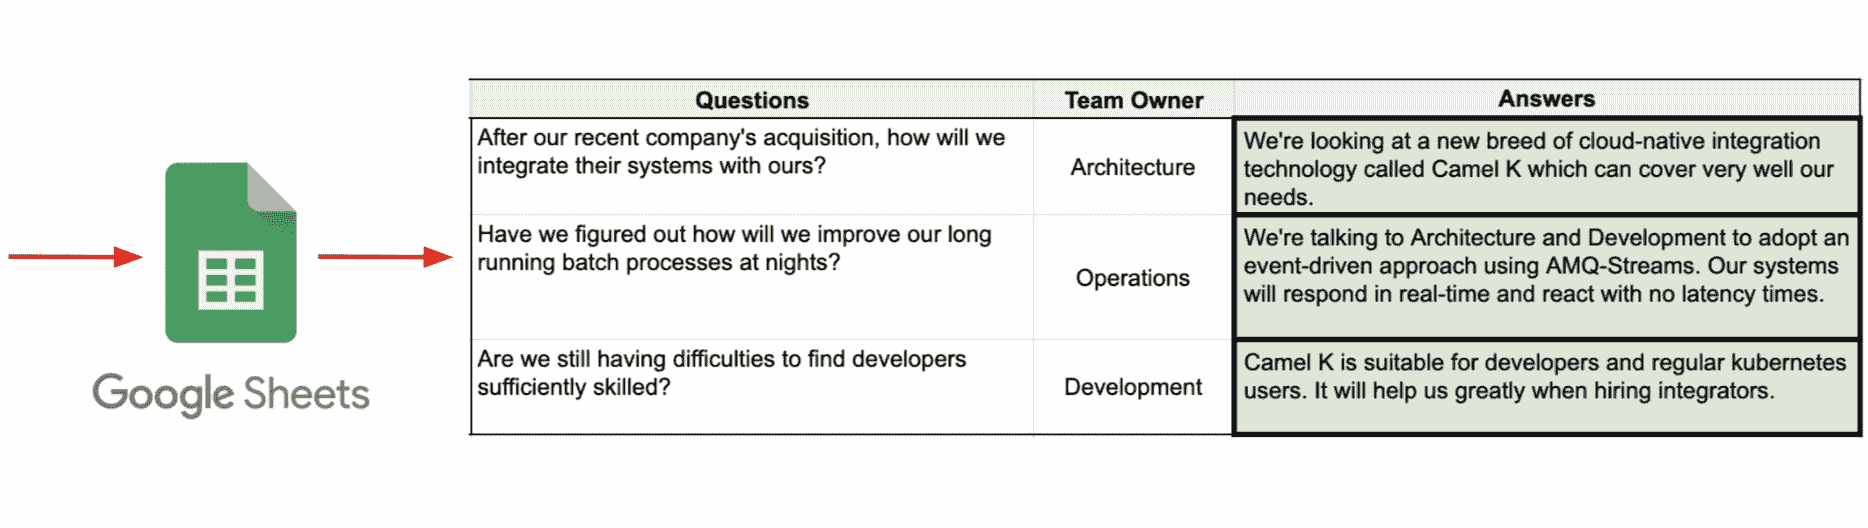 Google Sheets
Questions
Team Owner
Answers
After our recent company's acquisition, how will we
integrate their systems with ours?
Architecture
We're looking at a new breed of cloud-native integration
technology called Camel K which can cover very well our
needs.
Have we figured out how will we improve our long
running batch processes at nights?
Operations
We're talking to Architecture and Development to adopt an
event-driven approach using AMQ-Streams. Our systems
will respond in real-time and react with no latency times.
Are we still having difficulties to find developers
sufficiently skilled?
Development
Camel K is suitable for developers and regular kubernetes
users. It will help us greatly when hiring integrators.